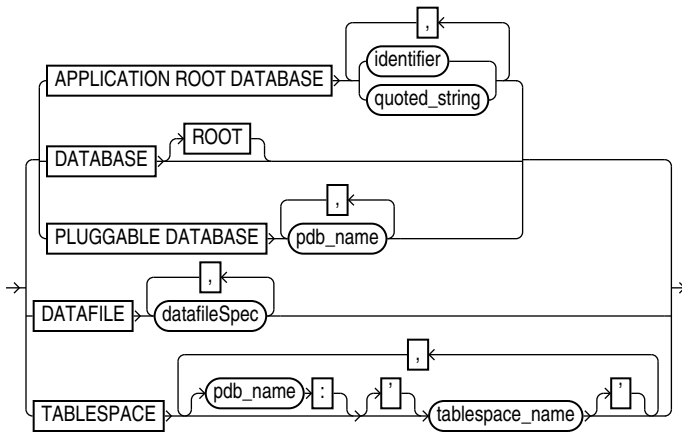 ,
identifier
APPLICATION ROOT DATABASE
quoted_string
ROOT
DATABASE
,
PLUGGABLE DATABASE pdb_name
,
DATAFILE datafileSpec
,
pdb_name : ' '
TABLESPACE tablespace_name